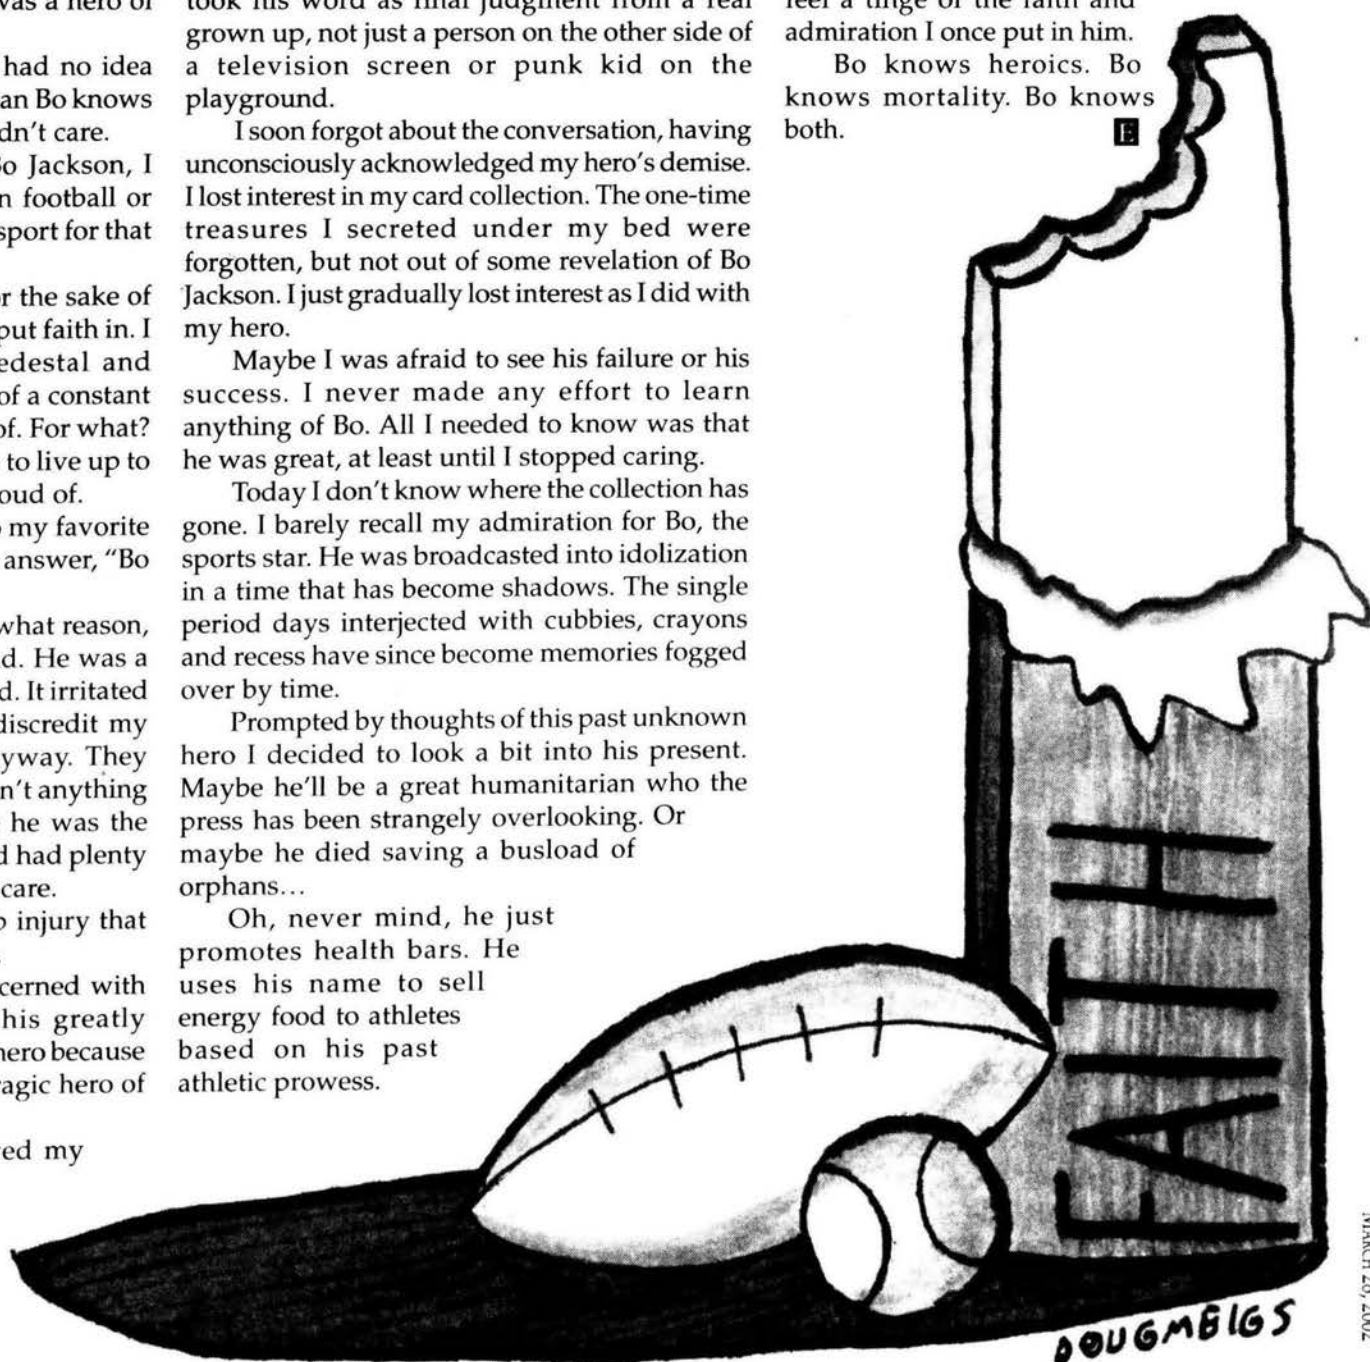 vas a hero of
had no idea
an Bo knows
dn't care.
Bo Jackson, I
n football or
sport for that
r the sake of
put faith in. I
edestal and
of a constant
of. For what?
to live up to
oud of.
my favorite
answer, "Bo
what reason,
d. He was a
d. It irritated
discredit my
yway. They
n't anything
he was the
d had plenty
care.
injury that
cerned with
his greatly
hero because
ragic hero of
ed my
took his word as final judgment from a real
grown up, not just a person on the other side of
a television screen or punk kid on the
playground.
I soon forgot about the conversation, having
unconsciously acknowledged my hero's demise.
I lost interest in my card collection. The one-time
treasures I secreted under my bed were
forgotten, but not out of some revelation of Bo
Jackson. I just gradually lost interest as I did with
my hero.
Maybe I was afraid to see his failure or his
success. I never made any effort to learn
anything of Bo. All I needed to know was that
he was great, at least until I stopped caring.
Today I don't know where the collection has
gone. I barely recall my admiration for Bo, the
sports star. He was broadcasted into idolization
in a time that has become shadows. The single
period days interjected with cubbies, crayons
and recess have since become memories fogged
over by time.
Prompted by thoughts of this past unknown
hero I decided to look a bit into his present.
Maybe he'll be a great humanitarian who the
press has been strangely overlooking. Or
maybe he died saving a busload of
orphans...
Oh, never mind, he just
promotes health bars. He
uses his name to sell
energy food to athletes
based on his past
athletic prowess.
feel a tinge of the faith and
admiration I once put in him.
Bo knows heroics. Bo
knows mortality. Bo knows
both. E
FAITH
DOUGMEIGS
MARCH 28, 2002